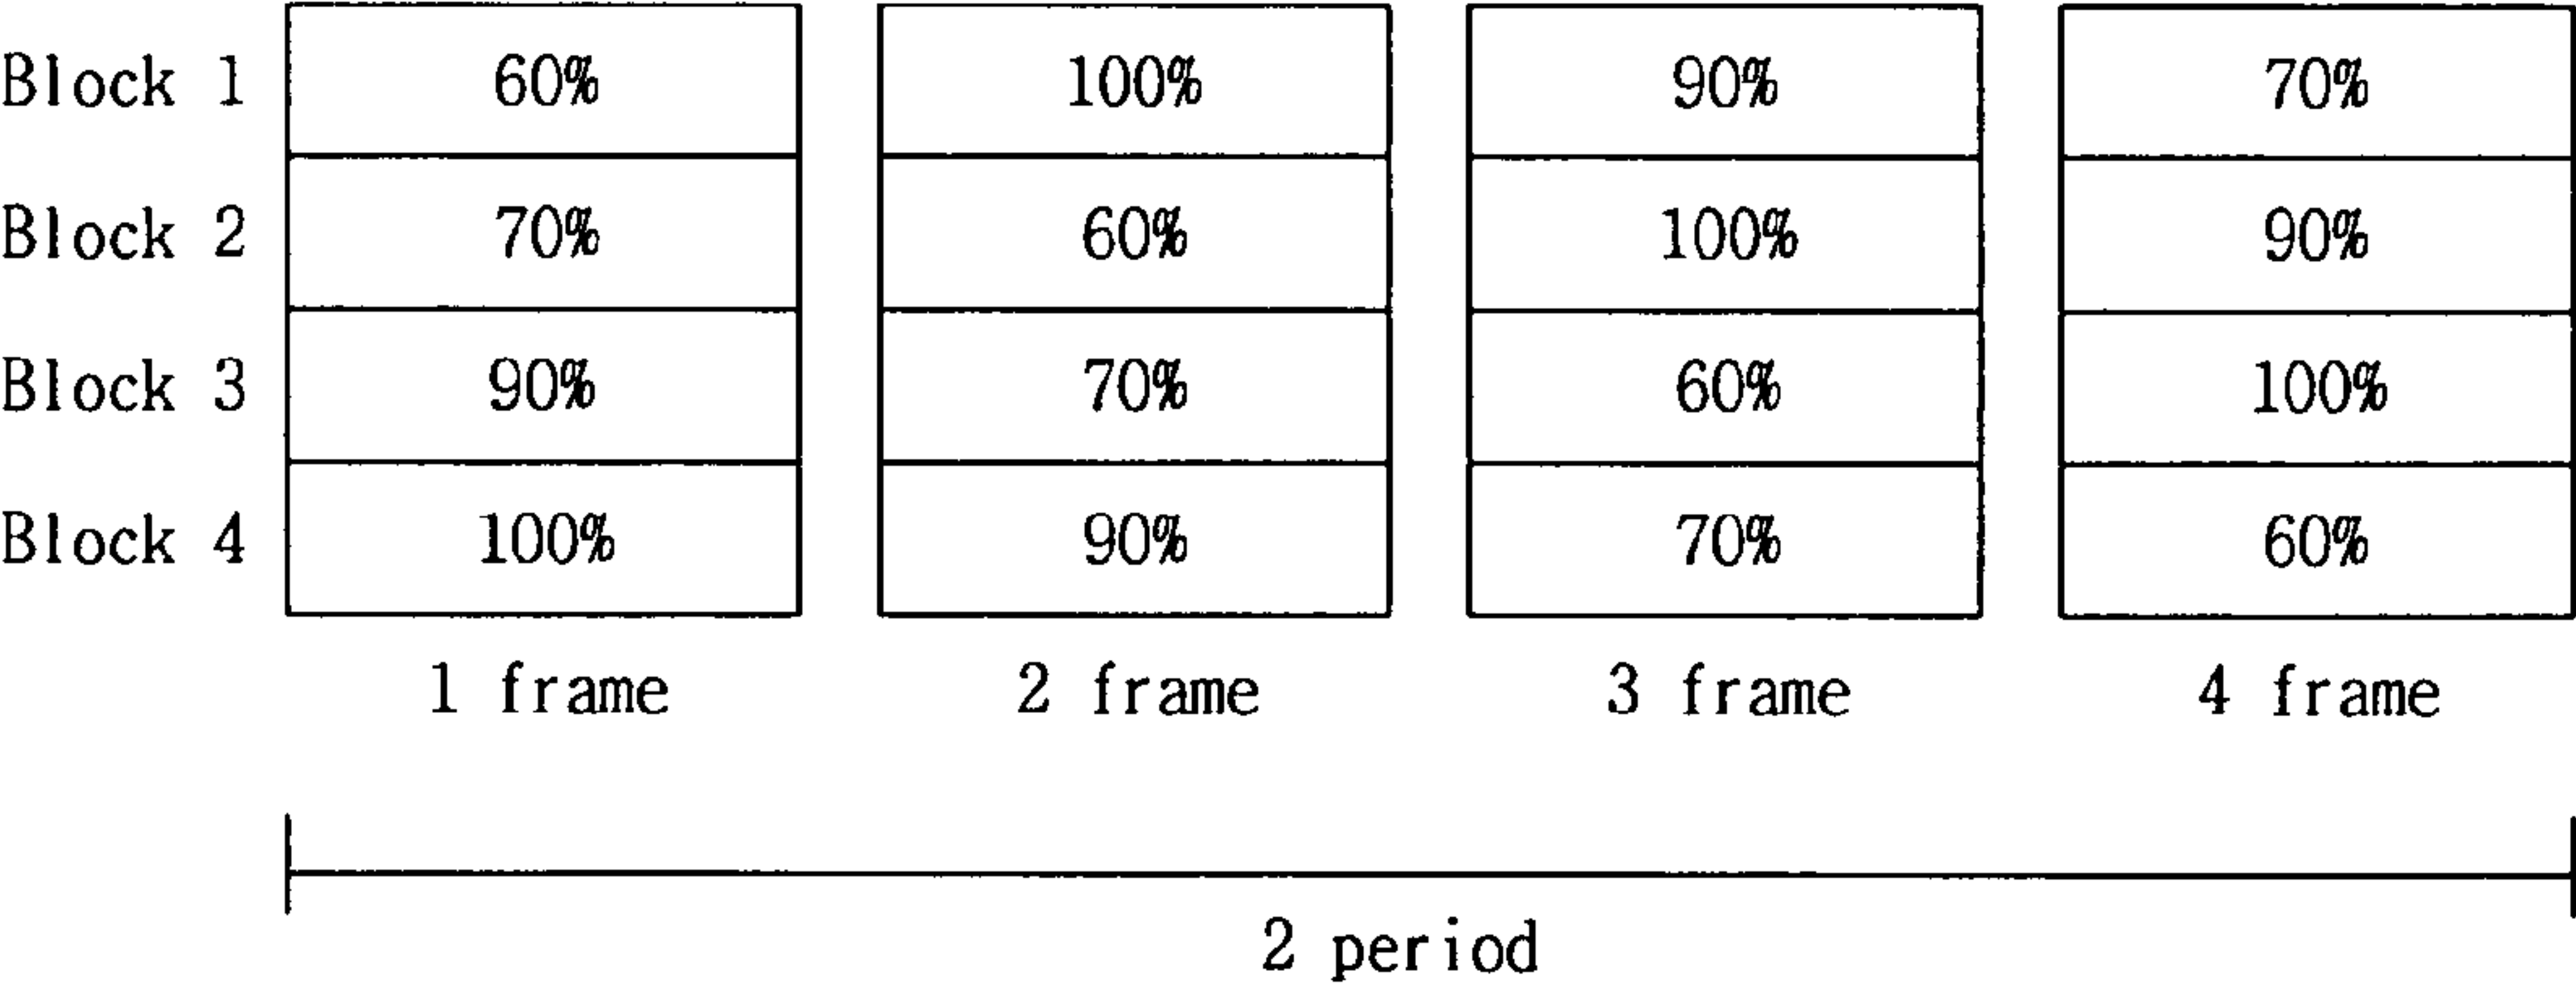 Block 1 60% 100% 90% 70%
Block 2 70% 60% 100% 90%
Block 3 90% 70% 60% 100%
Block 4 100% 90% 70% 60%
1 frame 2 frame 3 frame 4 frame
2 period